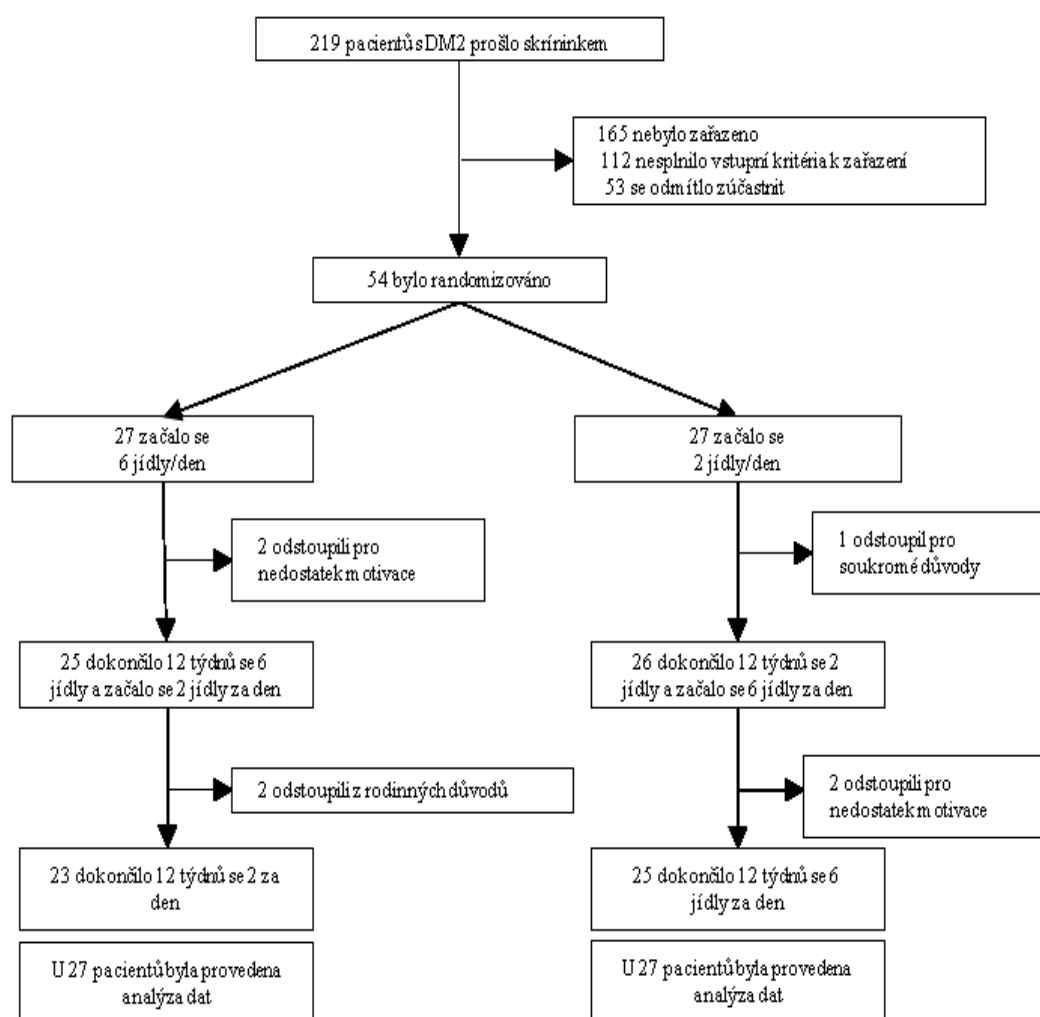 219 pacientů s DM2 prošlo skríninkem
165 nebylo zařazeno
112 nesplnilo vstupní kritéria k zařazení
53 se odmítlo zúčastnit
54 bylo randomizováno
27 začalo se
6 jídly/den
27 začalo se
2 jídly/den
2 odstoupili pro
nedostatek motivace
1 odstoupil pro
soukromé důvody
25 dokončilo 12 týdnů se 6
jídly a začalo se 2 jídly za den
26 dokončilo 12 týdnů se 2
jídly a začalo se 6 jídly za den
2 odstoupili z rodinných důvodů
2 odstoupili pro
nedostatek motivace
23 dokončilo 12 týdnů se 2 za
den
25 dokončilo 12 týdnů se 6
jídly za den
U 27 pacientů byla provedena
analýza dat
U 27 pacientů byla provedena
analýza dat